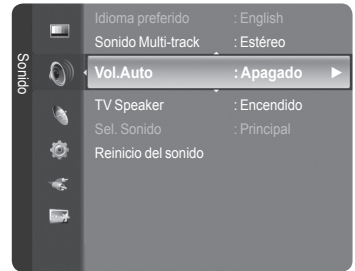 Sonido
Idioma preferido : English
Sonido Multi-track : Estéreo
Vol.Auto : Apagado
TV Speaker : Encendido
Sel. Sonido : Principal
Reinicio del sonido